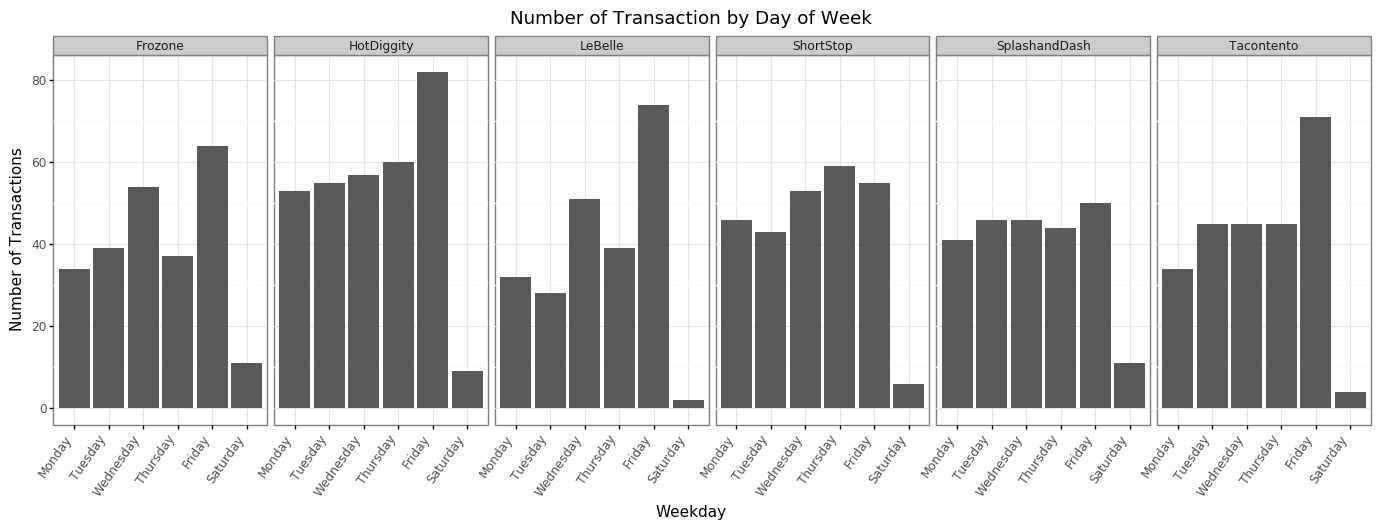 Number of Transaction by Day of Week
Frozone
HotDiggity
LeBelle
ShortStop
SplashandDash
Tacontento
Number of Transactions
80
60
40
20
0
Monday
Tuesday
Wednesday
Thursday
Friday
Saturday
Monday
Tuesday
Wednesday
Thursday
Friday
Saturday
Monday
Tuesday
Wednesday
Thursday
Friday
Saturday
Monday
Tuesday
Wednesday
Thursday
Friday
Saturday
Monday
Tuesday
Wednesday
Thursday
Friday
Saturday
Monday
Tuesday
Wednesday
Thursday
Friday
Saturday
Weekday